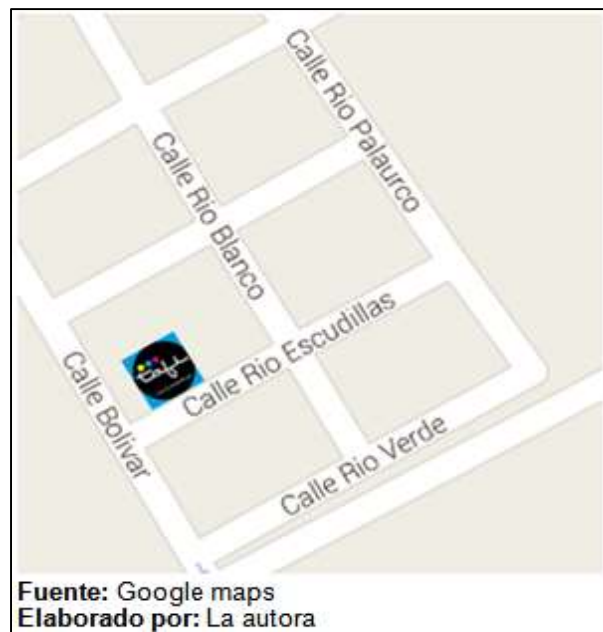 Calle Rio Palaurco
Calle Rio Blanco
Calle Rio Escudillas
Calle Bolivar
Calle Rio Verde
Fuente: Google maps
Elaborado por: La autora